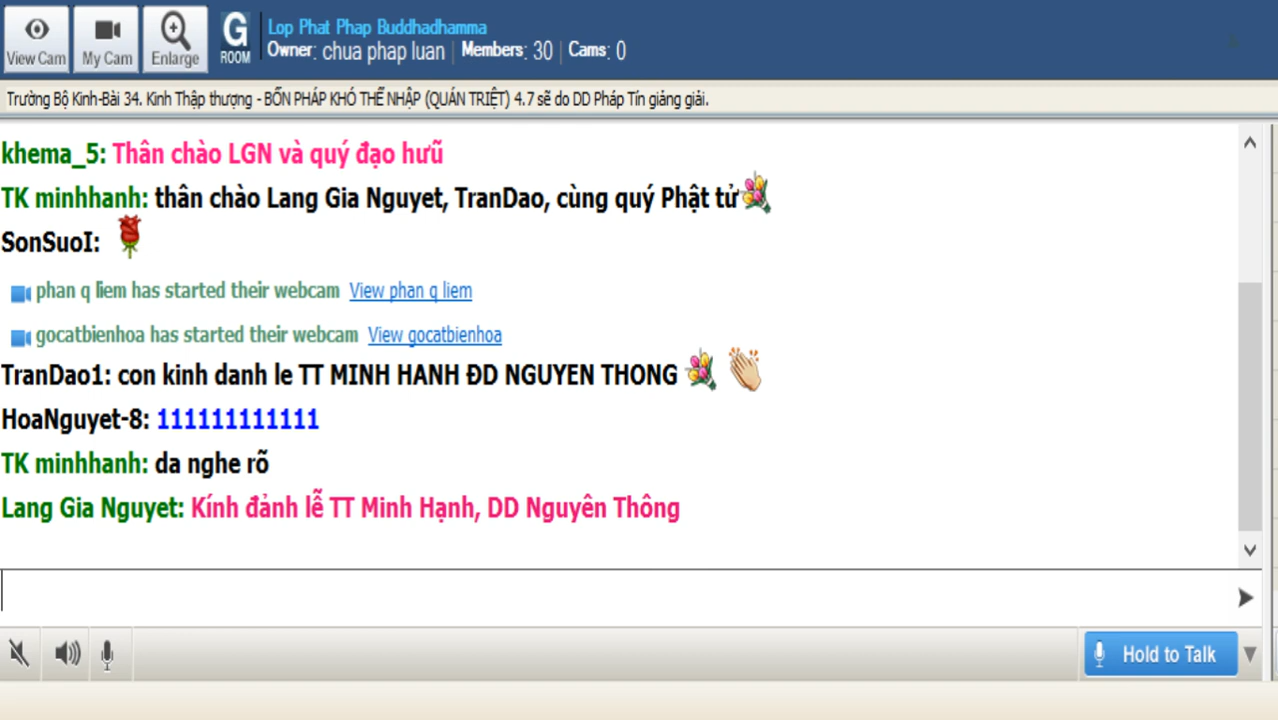 View Cam
My Cam
Enlarge
G
ROOM
Lop Phat Phap Buddhadhamma
Owner: chua phap luan | Members: 30 | Cams: 0
Trường Bộ Kinh-Bài 34. Kinh Thập thượng - BỐN PHÁP KHÓ THỂ NHẬP (QUÁN TRIỆT) 4.7 sẽ do DD Pháp Tín giảng giải.
khema_5: Thân chào LGN và quý đạo hưũ
TK minhhanh: thân chào Lang Gia Nguyet, TranDao, cùng quý Phật tử
SonSuoI:
phan q liem has started their webcam View phan q liem
gocatbienhoa has started their webcam View gocatbienhoa
TranDao1: con kinh danh le TT MINH HANH ĐD NGUYEN THONG
HoaNguyet-8: 111111111111
TK minhhanh: da nghe rõ
Lang Gia Nguyet: Kính đảnh lễ TT Minh Hạnh, DD Nguyên Thông
Hold to Talk